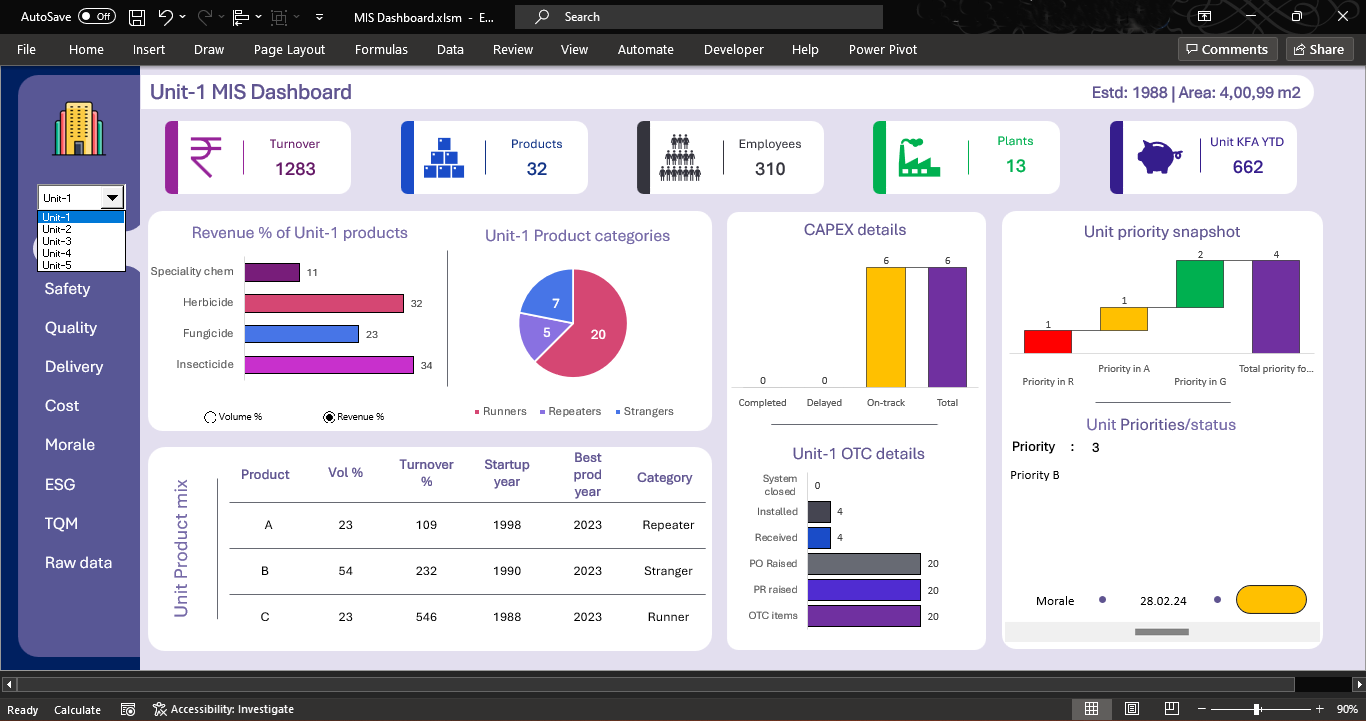 AutoSave Off MIS Dashboard.xlsm - E... Search
File Home Insert Draw Page Layout Formulas Data Review View Automate Developer Help Power Pivot Comments Share
Unit-1
Unit-1
Unit-2
Unit-3
Unit-4
Unit-5
Safety
Quality
Delivery
Cost
Morale
ESG
TQM
Raw data
Unit-1 MIS Dashboard
Estd: 1988 | Area: 4,00,99 m2
Turnover
1283
Products
32
Employees
310
Plants
13
Unit KFA YTD
662
Revenue % of Unit-1 products
Speciality chem 11
Herbicide 32
Fungicide 23
Insecticide 34
Volume % Revenue %
Unit-1 Product categories
7
5
20
Runners Repeaters Strangers
CAPEX details
0 0 6 6
Completed Delayed On-track Total
Unit-1 OTC details
System
closed 0
Installed 4
Received 4
PO Raised 20
PR raised 20
OTC items 20
Unit priority snapshot
1 1 2 4
Priority in R Priority in A Priority in G Total priority fo...
Unit Priorities/status
Priority : 3
Priority B
Morale 28.02.24
Unit Product mix
Product Vol % Turnover
%
Startup
year
Best
prod
year
Category
A 23 109 1998 2023 Repeater
B 54 232 1990 2023 Stranger
C 23 546 1988 2023 Runner
Ready Calculate Accessibility: Investigate 90%